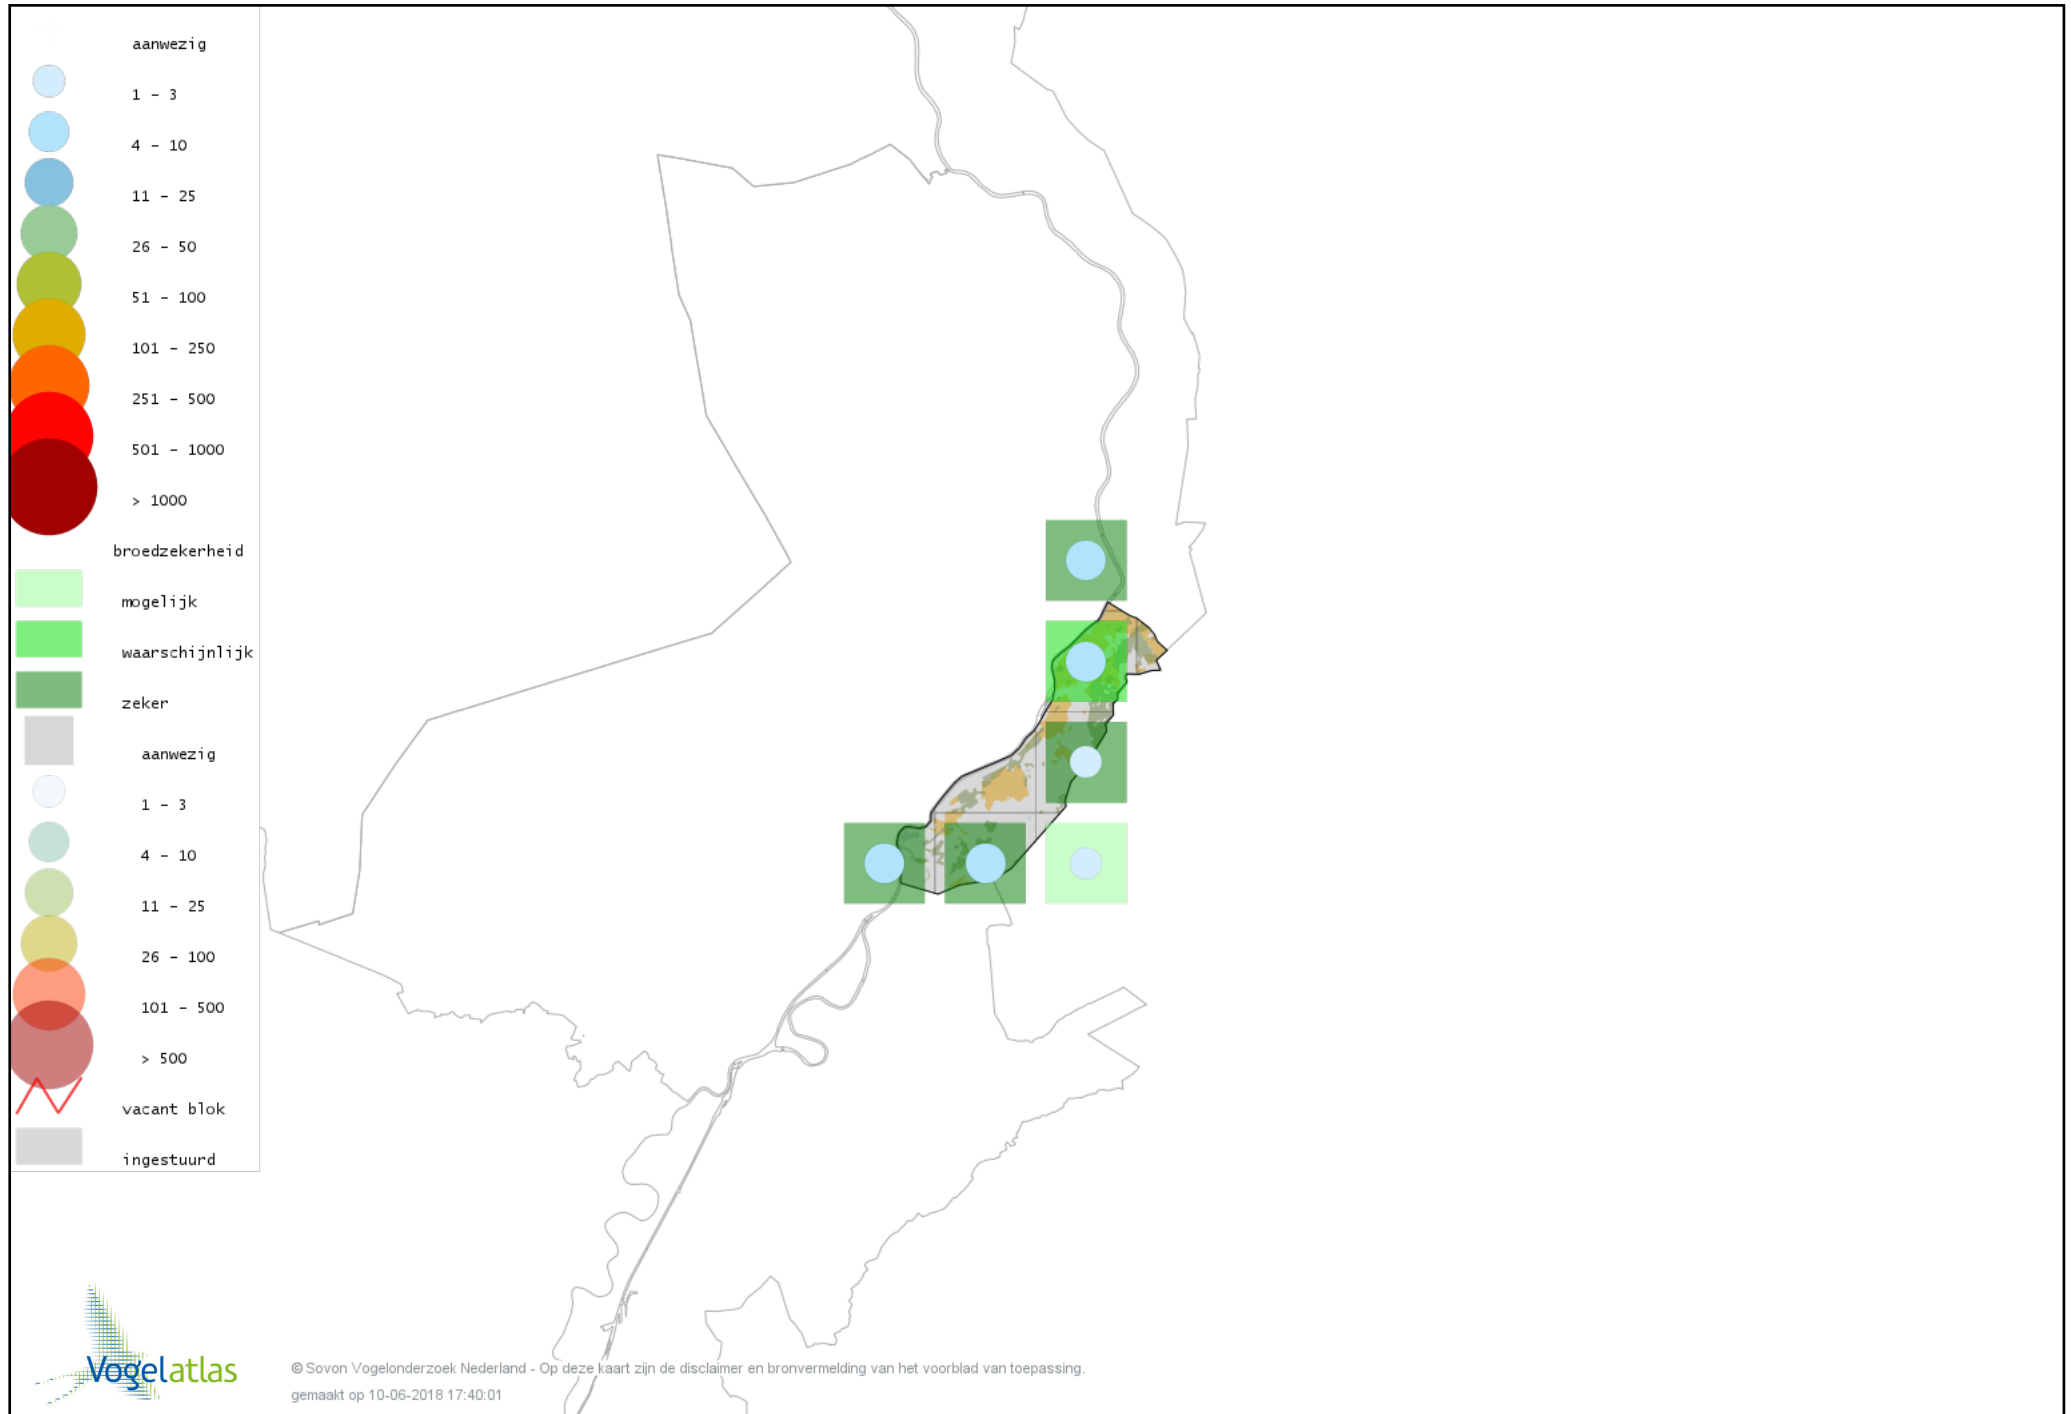 aanwezig
1 - 3
4 - 10
11 - 25
26 - 50
51 - 100
101 - 250
251 - 500
501 - 1000
> 1000
broedzekerheid
mogelijk
waarschijnlijk
zeker
aanwezig
1 - 3
4 - 10
11 - 25
26 - 100
101 - 500
> 500
vacant blok
ingestuurd
Vogelatlas
© Sovon Vogelonderzoek Nederland - Op deze kaart zijn de disclaimer en bronvermelding van het voorblad van toepassing.
gemaakt op 10-06-2018 17:40:01